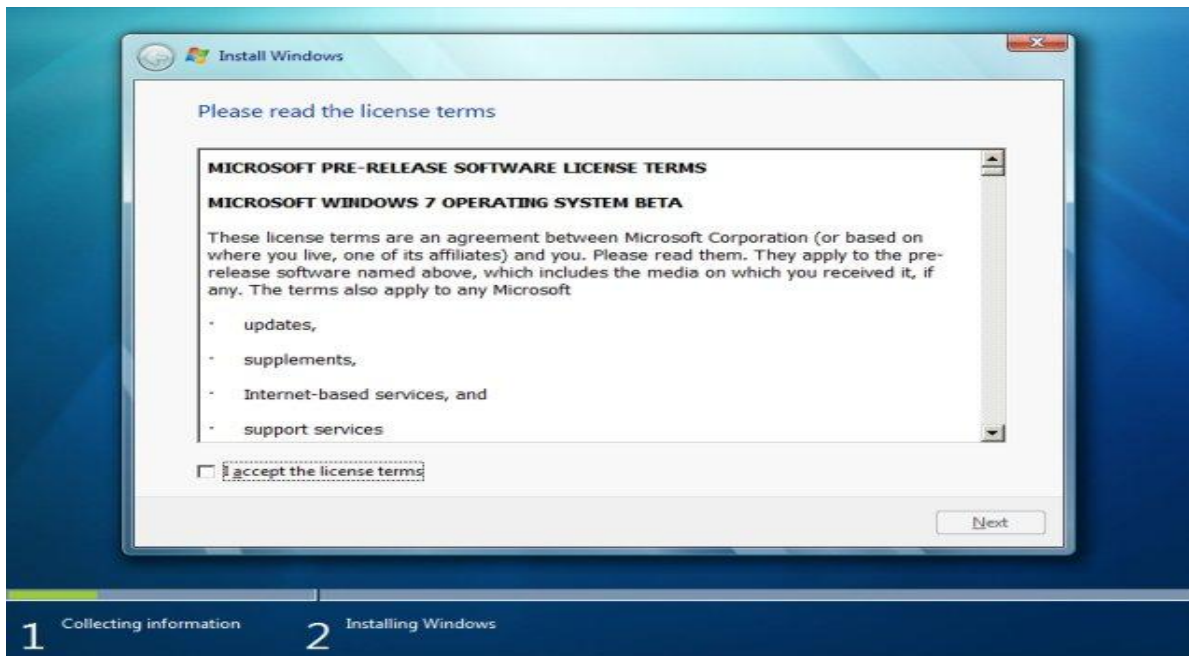 Install Windows
Please read the license terms
MICROSOFT PRE-RELEASE SOFTWARE LICENSE TERMS
MICROSOFT WINDOWS 7 OPERATING SYSTEM BETA
These license terms are an agreement between Microsoft Corporation (or based on
where you live, one of its affiliates) and you. Please read them. They apply to the pre-
release software named above, which includes the media on which you received it, if
any. The terms also apply to any Microsoft
· updates,
· supplements,
· Internet-based services, and
· support services
I accept the license terms
Next
1 Collecting information
2 Installing Windows